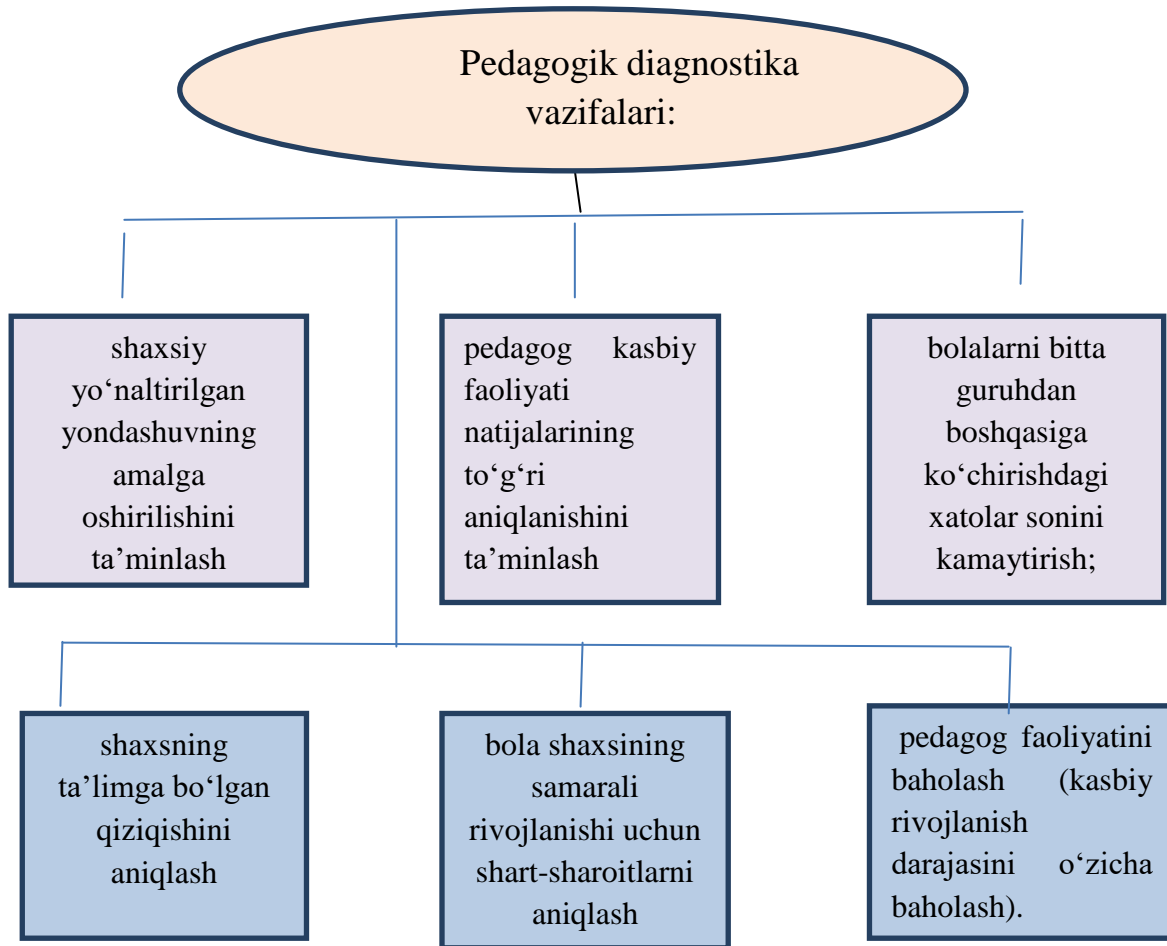 Pedagogik diagnostika
vazifalari:
shaxsiy
yo‘naltirilgan
yondashuvning
amalga
oshirilishini
ta’minlash
pedagog kasbiy
faoliyati
natijalarining
to‘g‘ri
aniqlanishini
ta’minlash
bolalarni bitta
guruhdan
boshqasiga
ko‘chirishdagi
xatolar sonini
kamaytirish;
shaxsning
ta’limga bo‘lgan
qiziqishini
aniqlash
bola shaxsining
samarali
rivojlanishi uchun
shart-sharoitlarni
aniqlash
pedagog faoliyatini
baholash (kasbiy
rivojlanish
darajasini o‘zicha
baholash).